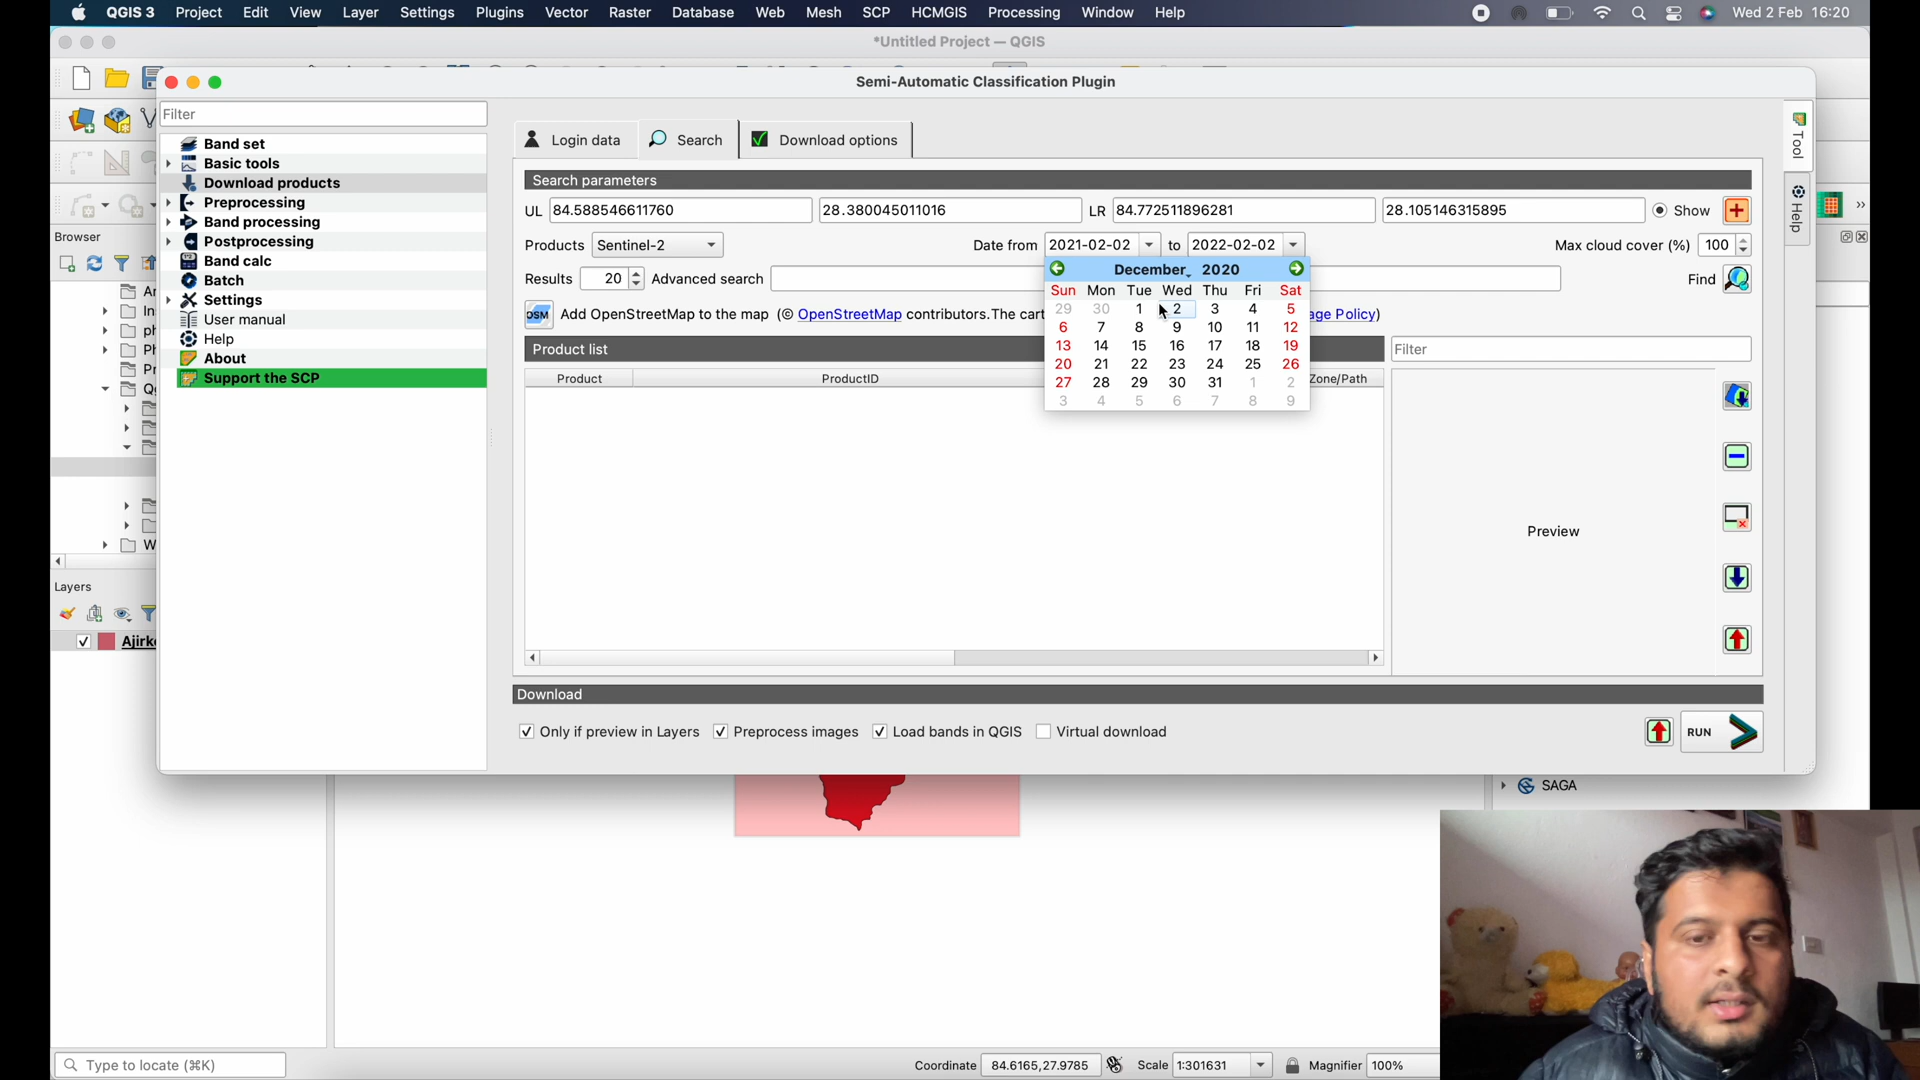 QGIS 3 Project Edit View Layer Settings Plugins Vector Raster Database Web Mesh SCP HCMGIS Processing Window Help Wed 2 Feb 16:20
*Untitled Project — QGIS
Semi-Automatic Classification Plugin
Filter
Band set
Basic tools
Download products
Preprocessing
Band processing
Postprocessing
Band calc
Batch
Settings
User manual
Help
About
Support the SCP
Login data Search Download options
Search parameters
UL 84.588546611760 28.380045011016 LR 84.772511896281 28.105146315895 Show
Products Sentinel-2 Date from 2021-02-02 to 2022-02-02 Max cloud cover (%) 100
Results 20 Advanced search Find
OSM Add OpenStreetMap to the map (© OpenStreetMap contributors.The cart age Policy)
December, 2020
Sun Mon Tue Wed Thu Fri Sat
29 30 1 2 3 4 5
6 7 8 9 10 11 12
13 14 15 16 17 18 19
20 21 22 23 24 25 26
27 28 29 30 31 1 2
3 4 5 6 7 8 9
Product list Filter
Product ProductID Zone/Path
Preview
Download
Only if preview in Layers Preprocess images Load bands in QGIS Virtual download RUN
Tool
Help
Browser
Layers
Ajirk
SAGA
Type to locate (⌘K) Coordinate 84.6165,27.9785 Scale 1:301631 Magnifier 100%